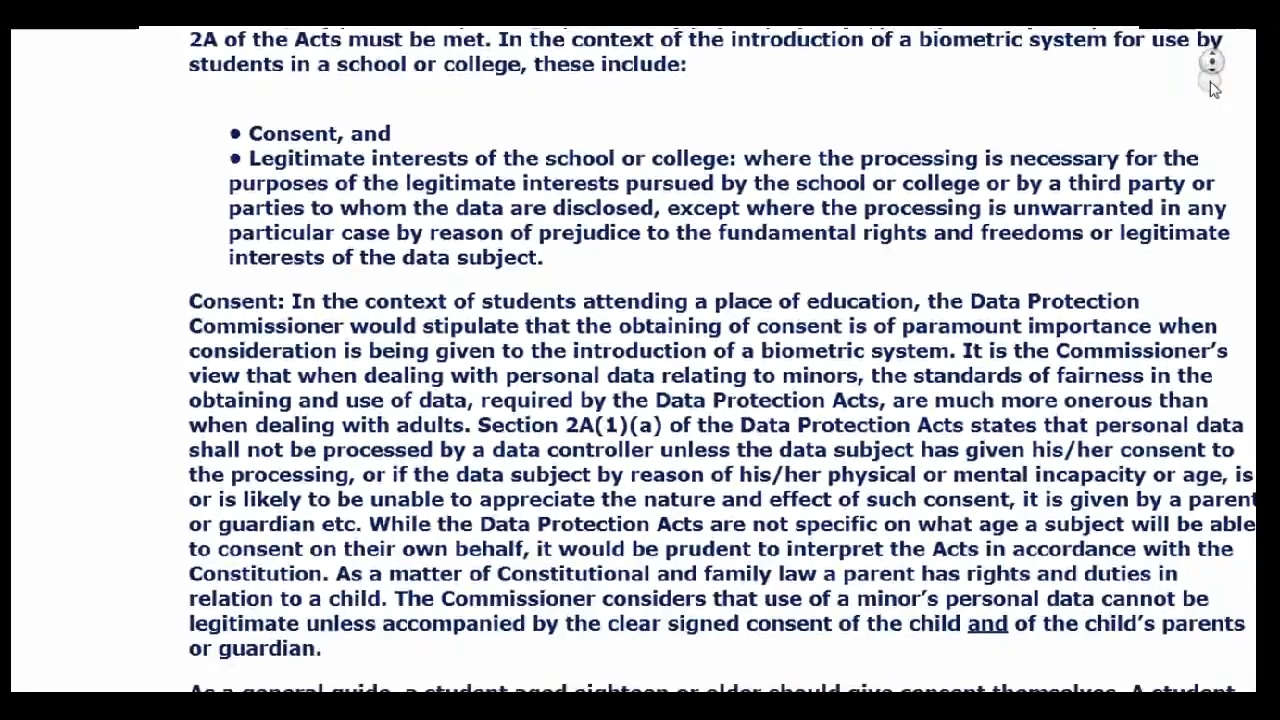 2A of the Acts must be met. In the context of the introduction of a biometric system for use by
students in a school or college, these include:
• Consent, and
• Legitimate interests of the school or college: where the processing is necessary for the
purposes of the legitimate interests pursued by the school or college or by a third party or
parties to whom the data are disclosed, except where the processing is unwarranted in any
particular case by reason of prejudice to the fundamental rights and freedoms or legitimate
interests of the data subject.
Consent: In the context of students attending a place of education, the Data Protection
Commissioner would stipulate that the obtaining of consent is of paramount importance when
consideration is being given to the introduction of a biometric system. It is the Commissioner’s
view that when dealing with personal data relating to minors, the standards of fairness in the
obtaining and use of data, required by the Data Protection Acts, are much more onerous than
when dealing with adults. Section 2A(1)(a) of the Data Protection Acts states that personal data
shall not be processed by a data controller unless the data subject has given his/her consent to
the processing, or if the data subject by reason of his/her physical or mental incapacity or age, is
or is likely to be unable to appreciate the nature and effect of such consent, it is given by a parent
or guardian etc. While the Data Protection Acts are not specific on what age a subject will be able
to consent on their own behalf, it would be prudent to interpret the Acts in accordance with the
Constitution. As a matter of Constitutional and family law a parent has rights and duties in
relation to a child. The Commissioner considers that use of a minor’s personal data cannot be
legitimate unless accompanied by the clear signed consent of the child and of the child’s parents
or guardian.
As a general guide, a student aged eighteen or older should give consent themselves. A student